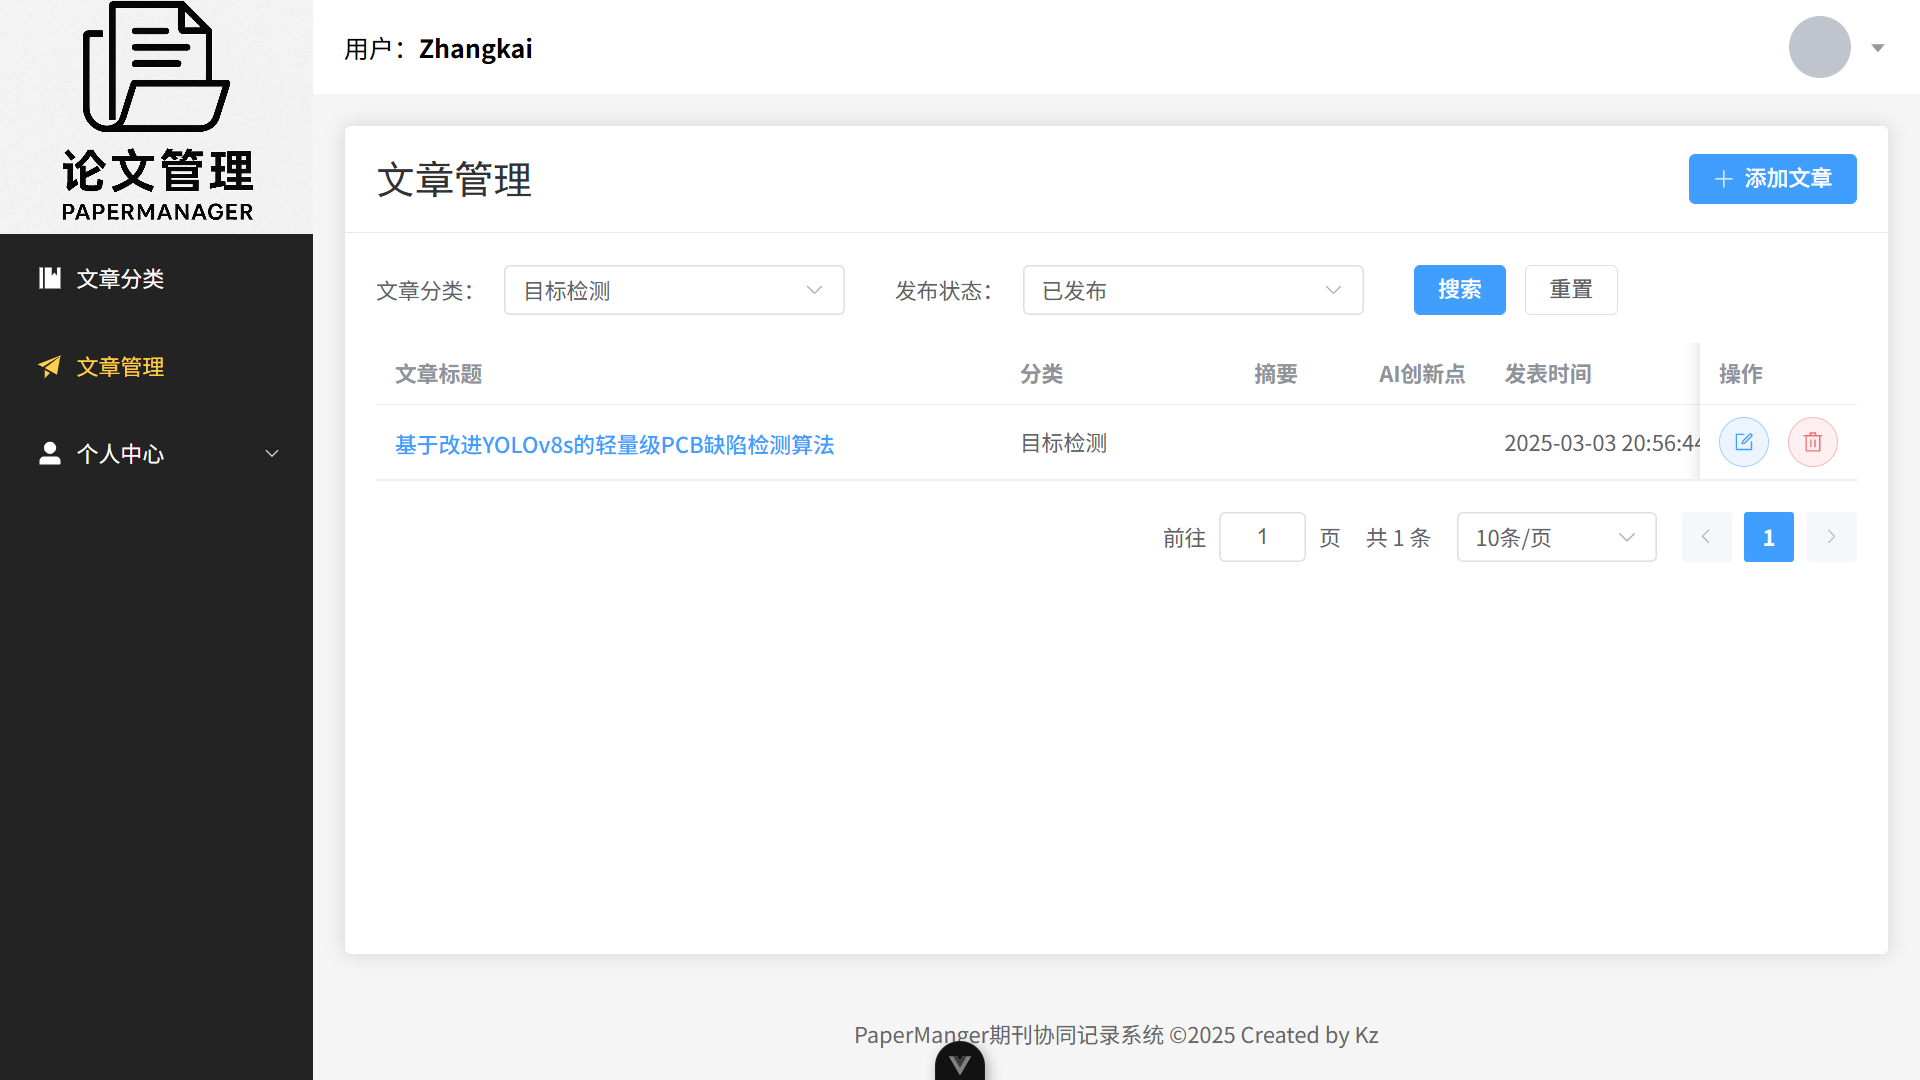 论文管理
PAPERMANAGER
文章分类
文章管理
个人中心
用户：Zhangkai
文章管理
添加文章
文章分类：
目标检测
发布状态：
已发布
搜索
重置
文章标题 分类 摘要 AI创新点 发表时间 操作
基于改进YOLOv8s的轻量级PCB缺陷检测算法 目标检测 2025-03-03 20:56:44
前往 1 页 共 1 条 10条/页 1
PaperManger期刊协同记录系统 ©2025 Created by Kz